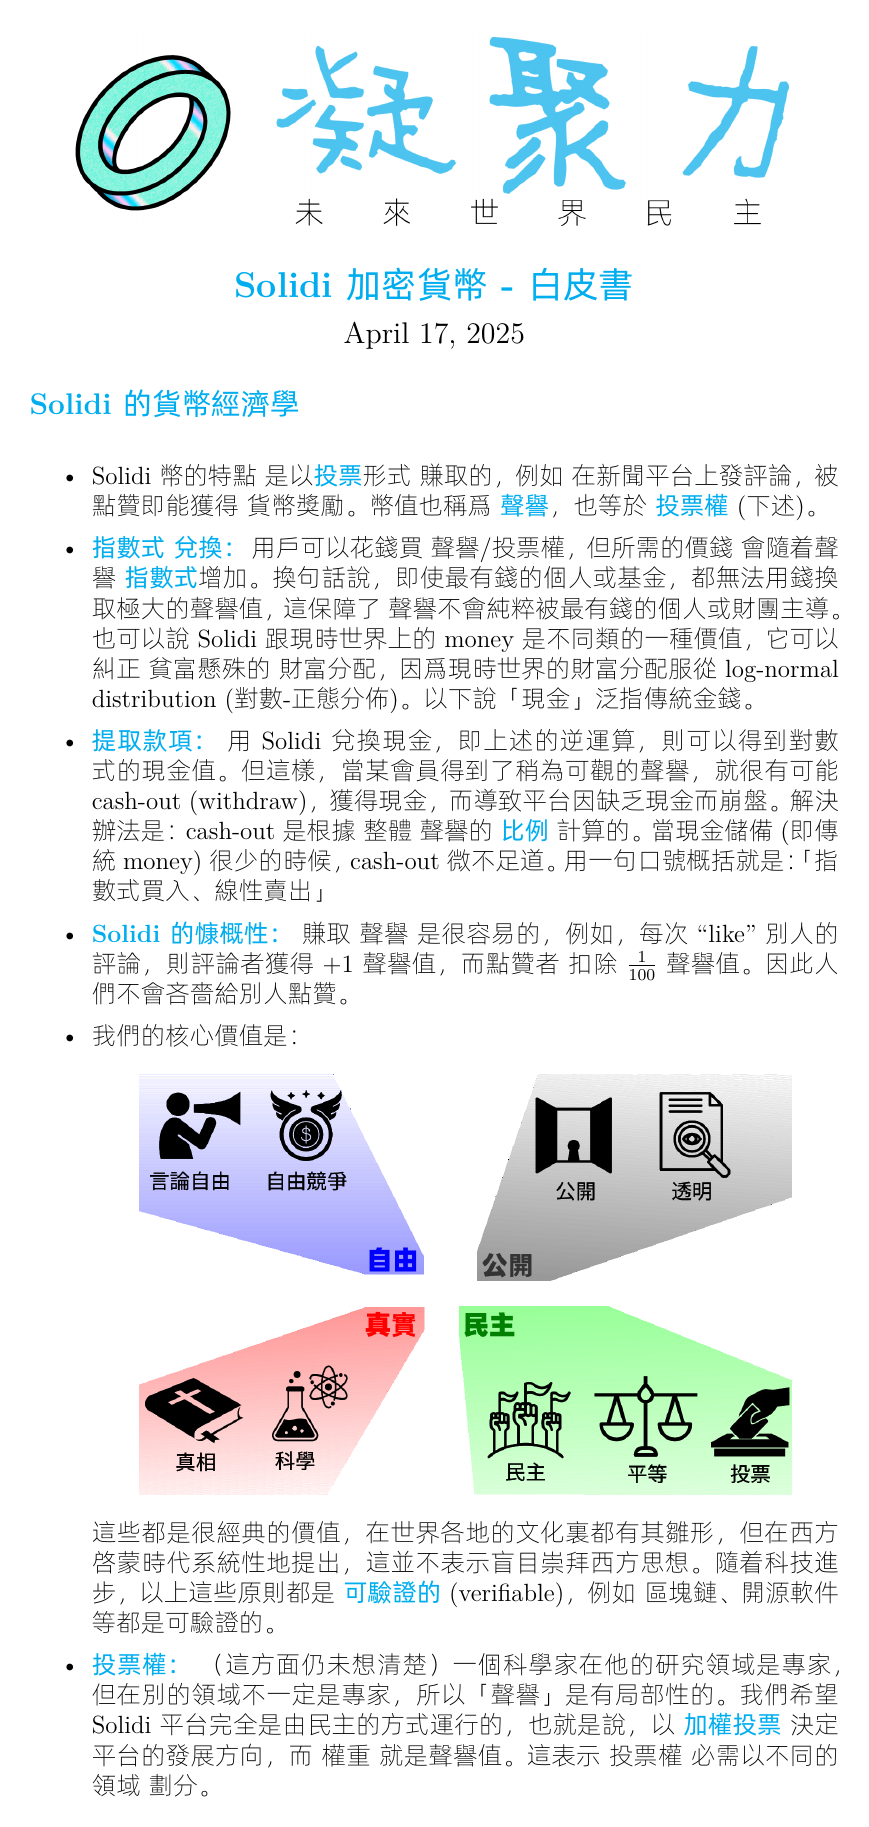 凝聚力
未來世界民主
Solidi 加密貨幣 - 白皮書
April 17, 2025
Solidi 的貨幣經濟學
• Solidi 幣的特點 是以投票形式 賺取的，例如 在新聞平台上發評論，被
點贊即能獲得 貨幣獎勵。幣值也稱爲 聲譽，也等於 投票權 (下述)。
• 指數式 兌換： 用戶可以花錢買 聲譽/投票權，但所需的價錢 會隨着聲
譽 指數式增加。換句話說，即使最有錢的個人或基金，都無法用錢換
取極大的聲譽值，這保障了 聲譽不會純粹被最有錢的個人或財團主導。
也可以說 Solidi 跟現時世界上的 money 是不同類的一種價值，它可以
糾正 貧富懸殊的 財富分配，因爲現時世界的財富分配服從 log-normal
distribution (對數-正態分佈)。以下說「現金」泛指傳統金錢。
• 提取款項： 用 Solidi 兌換現金，即上述的逆運算，則可以得到對數
式的現金值。但這樣，當某會員得到了稍為可觀的聲譽，就很有可能
cash-out (withdraw)，獲得現金，而導致平台因缺乏現金而崩盤。解決
辦法是：cash-out 是根據 整體 聲譽的 比例 計算的。當現金儲備 (即傳
統 money) 很少的時候，cash-out 微不足道。用一句口號概括就是：「指
數式買入、線性賣出」
• Solidi 的慷概性： 賺取 聲譽 是很容易的，例如，每次 “like” 別人的
評論，則評論者獲得 +1 聲譽值，而點贊者 扣除 1/100 聲譽值。因此人
們不會吝嗇給別人點贊。
• 我們的核心價值是：
言論自由 自由競爭
自由
公開 透明
公開
真實
真相 科學
民主
民主 平等 投票
這些都是很經典的價值，在世界各地的文化裏都有其雛形，但在西方
啓蒙時代系統性地提出，這並不表示盲目崇拜西方思想。隨着科技進
步，以上這些原則都是 可驗證的 (verifiable)，例如 區塊鏈、開源軟件
等都是可驗證的。
• 投票權： （這方面仍未想清楚）一個科學家在他的研究領域是專家，
但在別的領域不一定是專家，所以「聲譽」是有局部性的。我們希望
Solidi 平台完全是由民主的方式運行的，也就是說，以 加權投票 決定
平台的發展方向，而 權重 就是聲譽值。這表示 投票權 必需以不同的
領域 劃分。